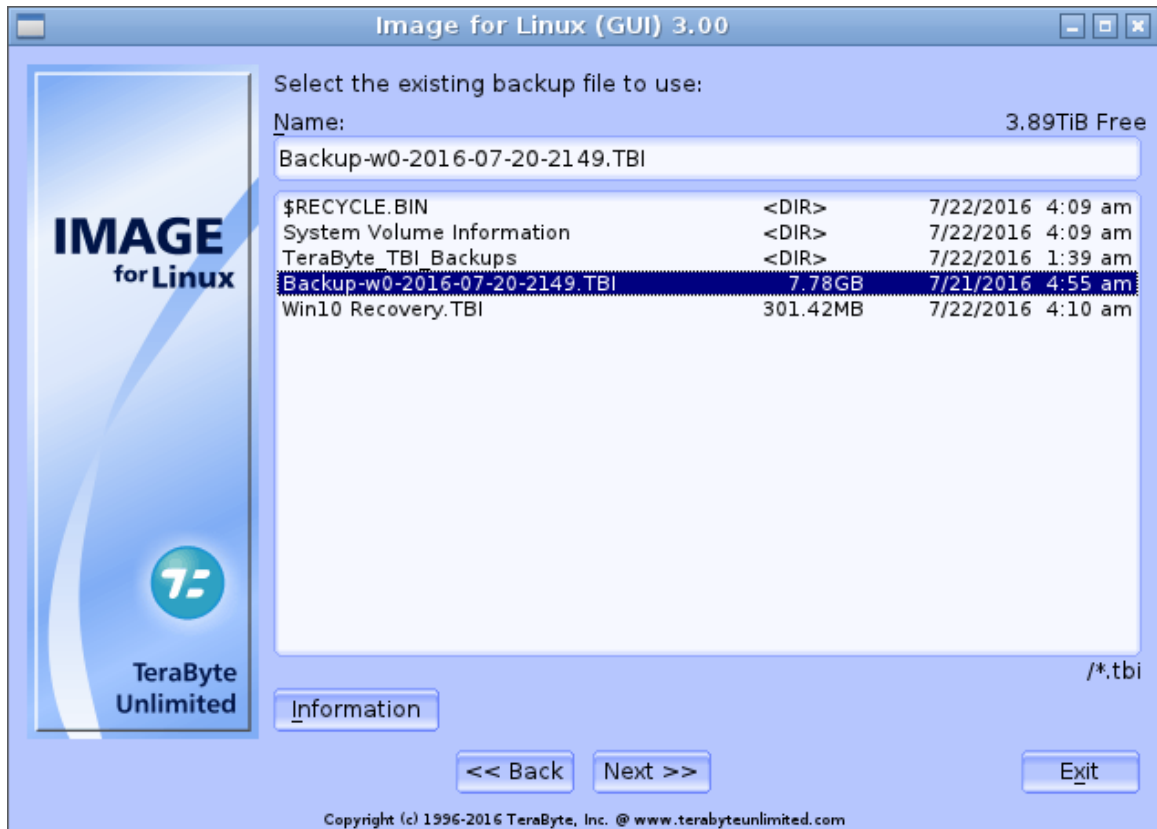 Image for Linux (GUI) 3.00
IMAGE
for Linux
TeraByte
Unlimited
Select the existing backup file to use:
Name: 3.89TiB Free
Backup-w0-2016-07-20-2149.TBI
$RECYCLE.BIN <DIR> 7/22/2016 4:09 am
System Volume Information <DIR> 7/22/2016 4:09 am
TeraByte_TBI_Backups <DIR> 7/22/2016 1:39 am
Backup-w0-2016-07-20-2149.TBI 7.78GB 7/21/2016 4:55 am
Win10 Recovery.TBI 301.42MB 7/22/2016 4:10 am
/*.tbi
Information
<< Back Next >> Exit
Copyright (c) 1996-2016 TeraByte, Inc. @ www.terabyteunlimited.com